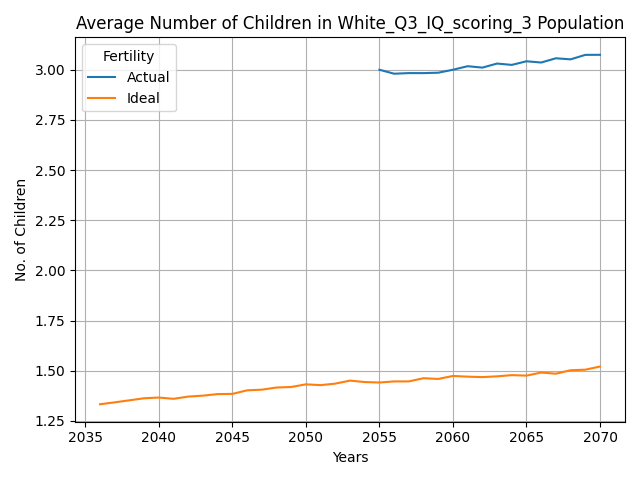 Average Number of Children in White_Q3_IQ_scoring_3 Population
Fertility
Actual
Ideal
3.00
2.75
2.50
2.25
2.00
1.75
1.50
1.25
No. of Children
2035 2040 2045 2050 2055 2060 2065 2070
Years